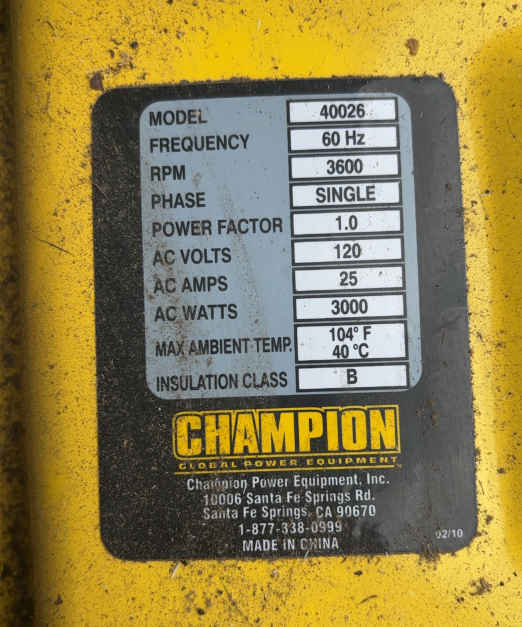 MODEL 40026
FREQUENCY 60 Hz
RPM 3600
PHASE SINGLE
POWER FACTOR 1.0
AC VOLTS 120
AC AMPS 25
AC WATTS 3000
MAX AMBIENT TEMP. 104° F
40 °C
INSULATION CLASS B
CHAMPION
GLOBAL POWER EQUIPMENT™
Champion Power Equipment, Inc.
10006 Santa Fe Springs Rd.
Santa Fe Springs, CA 90670
1-877-338-0999
MADE IN CHINA
02/10